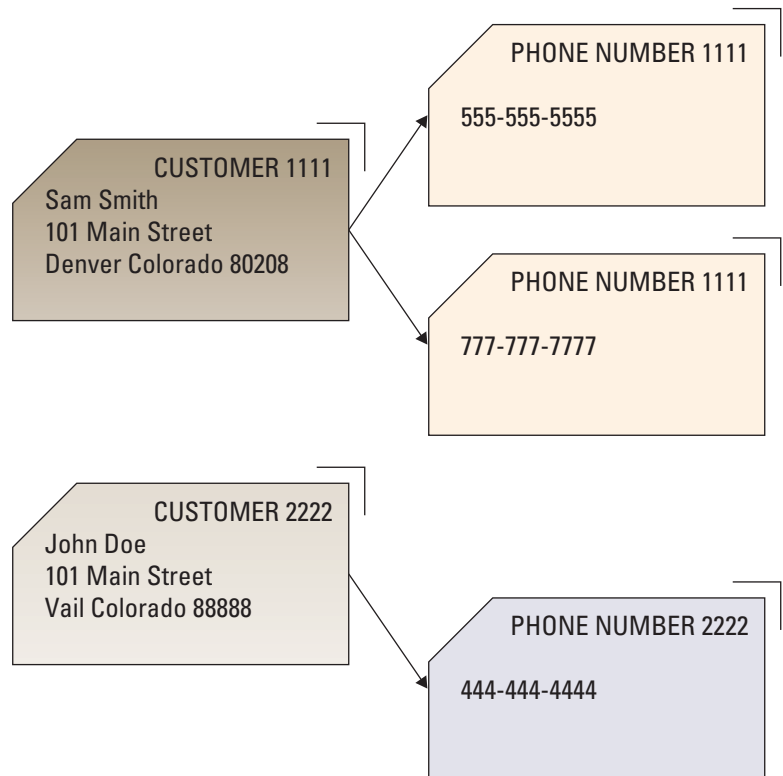 PHONE NUMBER 1111
555-555-5555
CUSTOMER 1111
Sam Smith
101 Main Street
Denver Colorado 80208
PHONE NUMBER 1111
777-777-7777
CUSTOMER 2222
John Doe
101 Main Street
Vail Colorado 88888
PHONE NUMBER 2222
444-444-4444